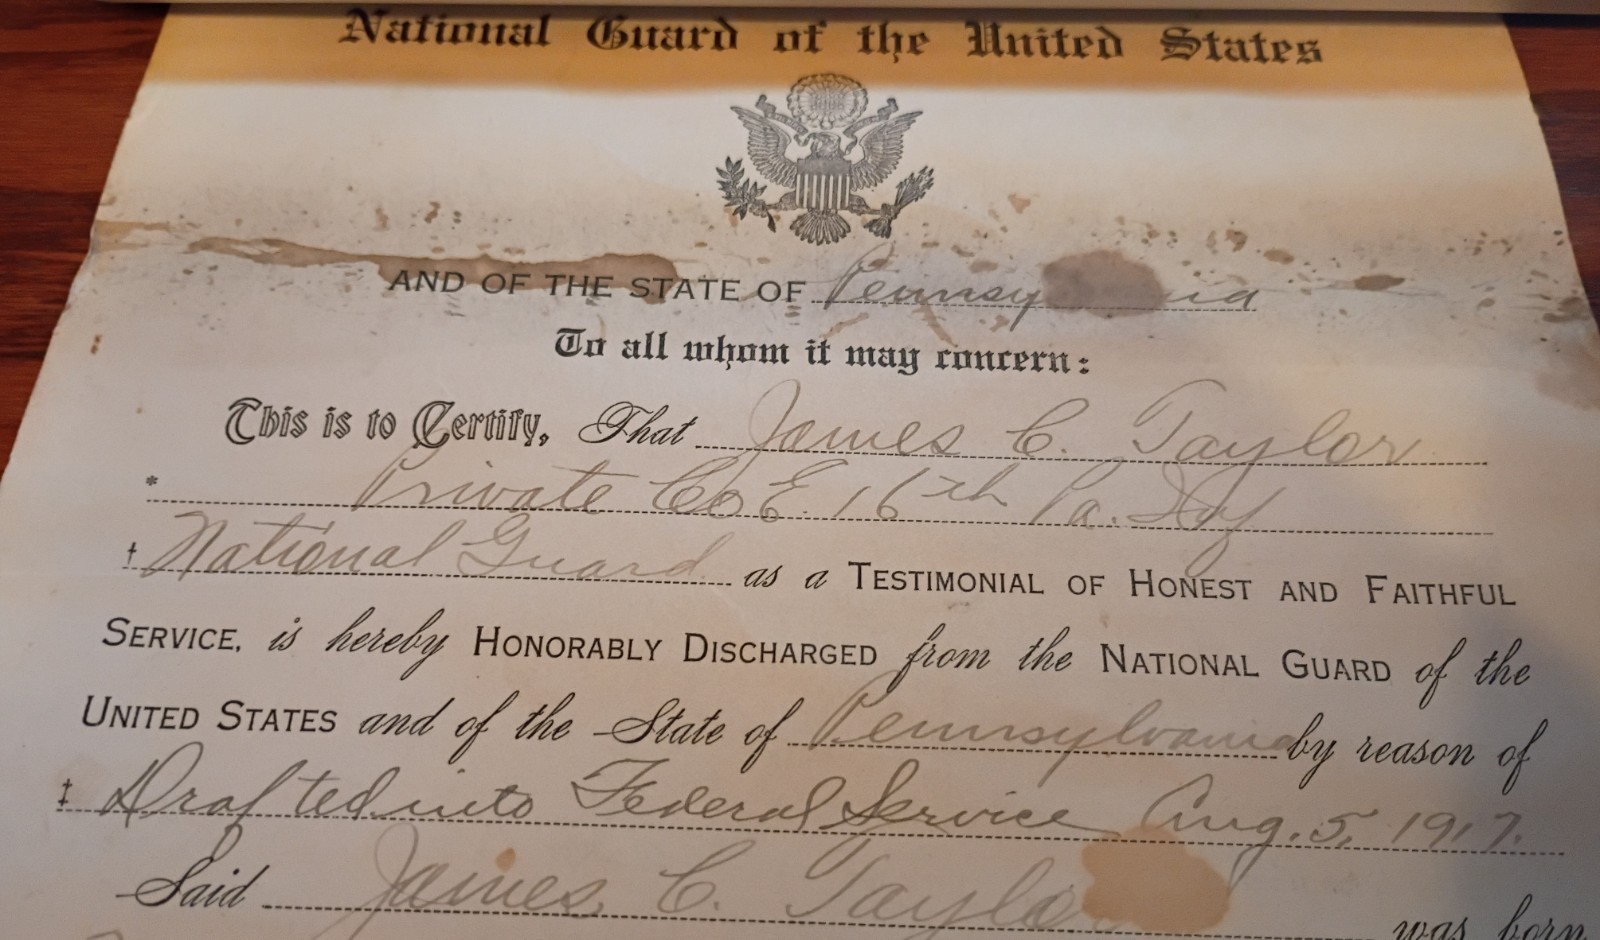 National Guard of the United States
AND OF THE STATE OF Pennsylvania
To all whom it may concern:
This is to Certify, That James C. Taylor
* Private Co E. 16th Pa. Inf
† National Guard as a TESTIMONIAL OF HONEST AND FAITHFUL
SERVICE, is hereby HONORABLY DISCHARGED from the NATIONAL GUARD of the
UNITED STATES and of the State of Pennsylvania by reason of
‡ Drafted into Federal Service Aug. 5, 1917.
Said James C. Taylor was born